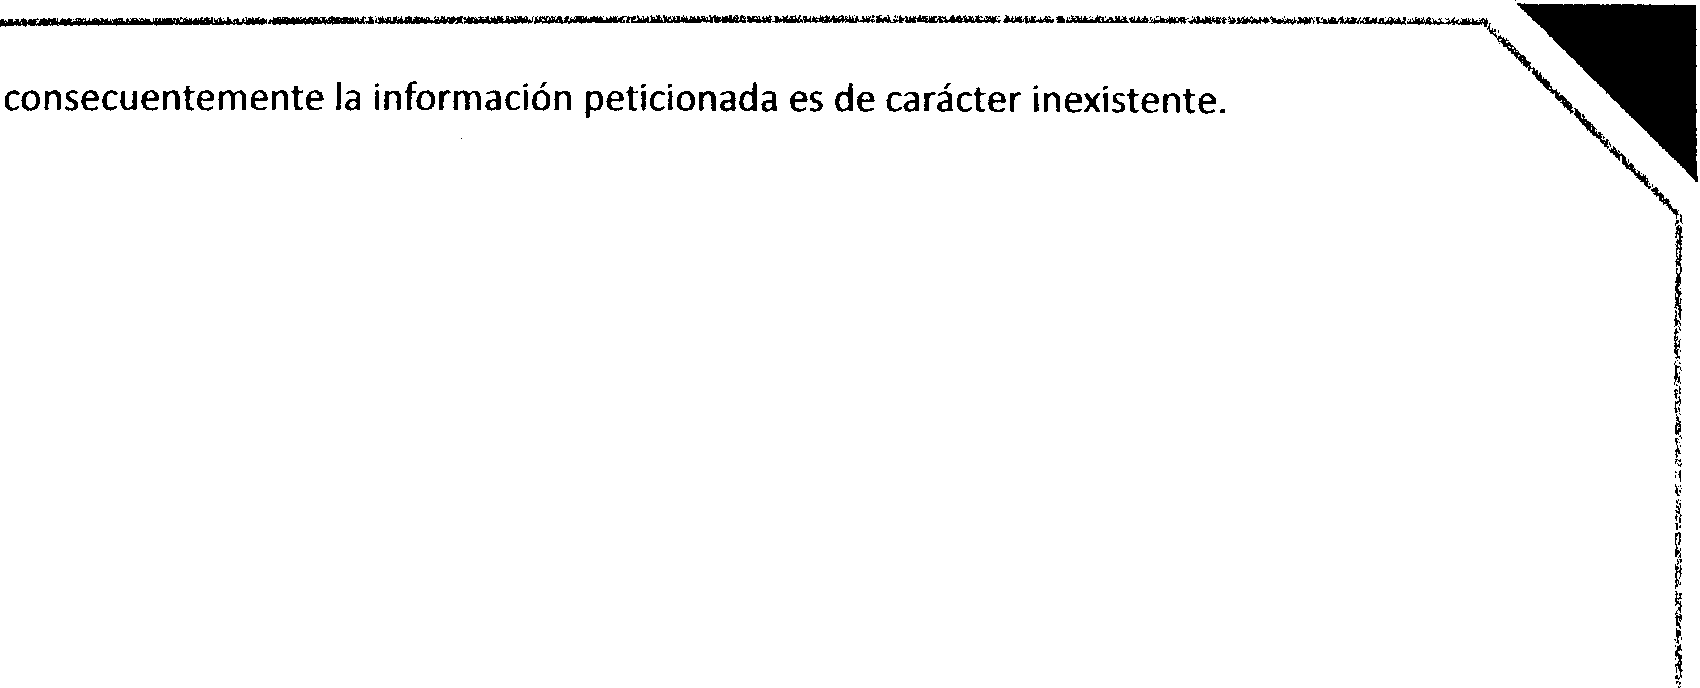 consecuentemente la información peticionada es de carácter inexistente.